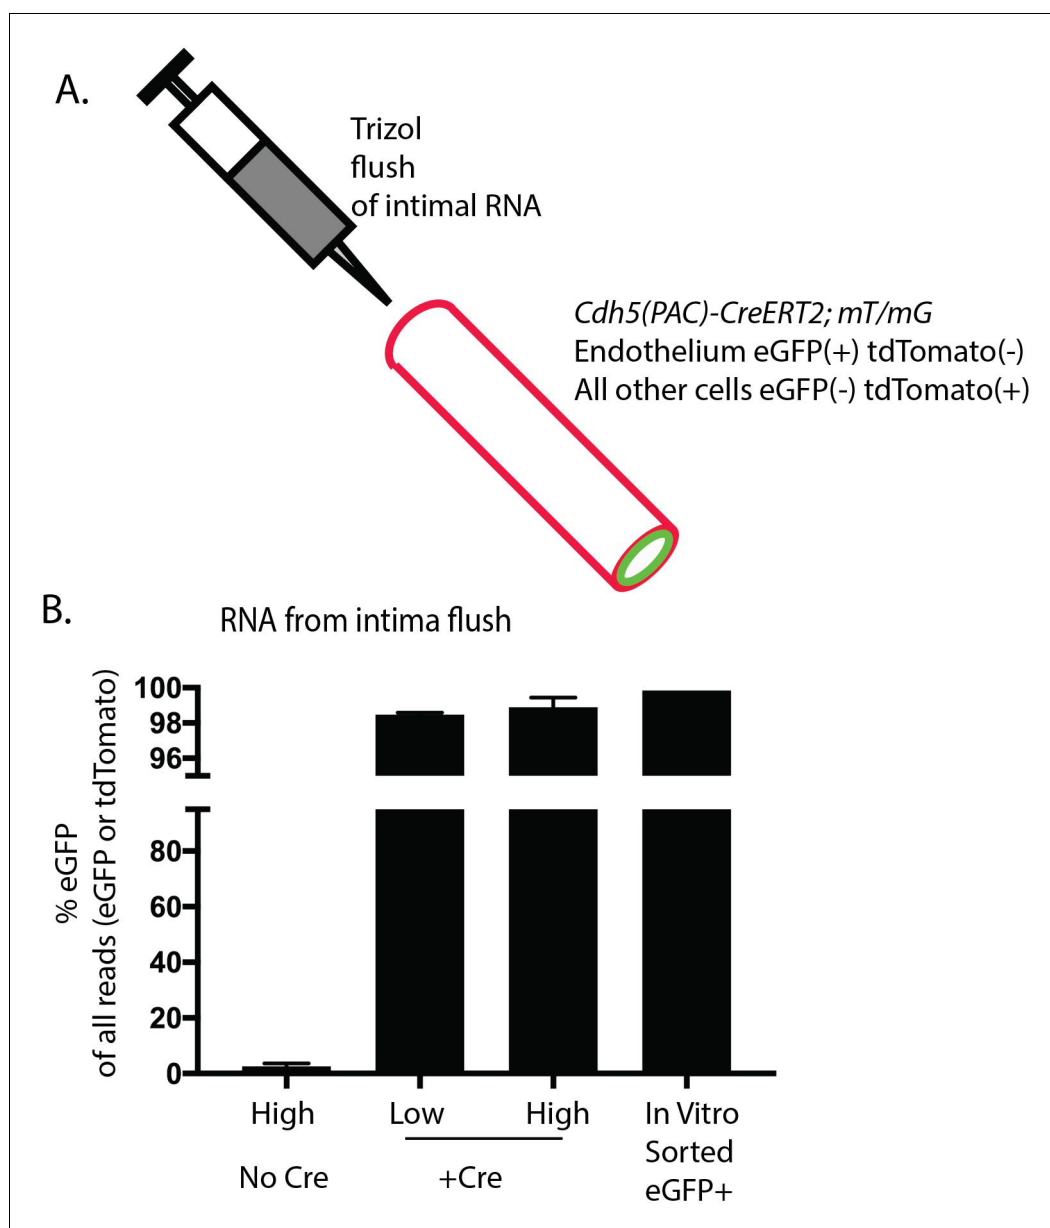 A.
Trizol
flush
of intimal RNA
Cdh5(PAC)-CreERT2; mT/mG
Endothelium eGFP(+) tdTomato(-)
All other cells eGFP(-) tdTomato(+)
B.
RNA from intima flush
% eGFP
of all reads (eGFP or tdTomato)
100
98
96
80
60
40
20
0
High
Low
High
In Vitro
Sorted
eGFP+
No Cre
+Cre